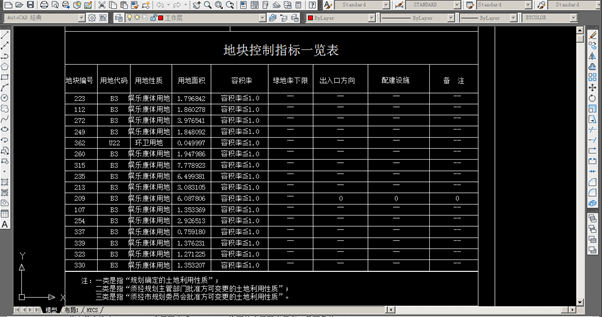 Standard STANDARD Standard Standard
AutoCAD 经典 工作层 ByLayer ByLayer ByLayer BYCOLOR
地块控制指标一览表
地块编号 用地代码 用地性质 用地面积 容积率 绿地率下限 出入口方向 配建设施 备 注
223 B3 娱乐康体用地 1.796842 容积率≤1.0 — — — —
112 B3 娱乐康体用地 1.860278 容积率≤1.0 — — — —
272 B3 娱乐康体用地 3.976541 容积率≤1.0 — — — —
249 B3 娱乐康体用地 1.848092 容积率≤1.0 — — — —
362 U22 环卫用地 0.049997 容积率≤1.0 — — — —
260 B3 娱乐康体用地 1.947986 容积率≤1.0 — — — —
315 B3 娱乐康体用地 7.778923 容积率≤1.0 — — — —
235 B3 娱乐康体用地 6.499381 容积率≤1.0 — — — —
213 B3 娱乐康体用地 3.083105 容积率≤1.0 — — — —
209 B3 娱乐康体用地 6.087806 容积率≤1.0 — 0 0 0
107 B3 娱乐康体用地 1.353369 容积率≤1.0 — — — —
254 B3 娱乐康体用地 2.926513 容积率≤1.0 — — — —
337 B3 娱乐康体用地 0.759180 容积率≤1.0 — — — —
339 B3 娱乐康体用地 1.376231 容积率≤1.0 — — — —
323 B3 娱乐康体用地 1.271225 容积率≤1.0 — — — —
330 B3 娱乐康体用地 1.353207 容积率≤1.0 — — — —
注：一类是指“规划确定的土地利用性质”；
二类是指“须经规划主管部门批准方可变更的土地利用性质”；
三类是指“须经市规划委员会批准方可变更的土地利用性质”。
Y
X
模型 布局1 HYCS